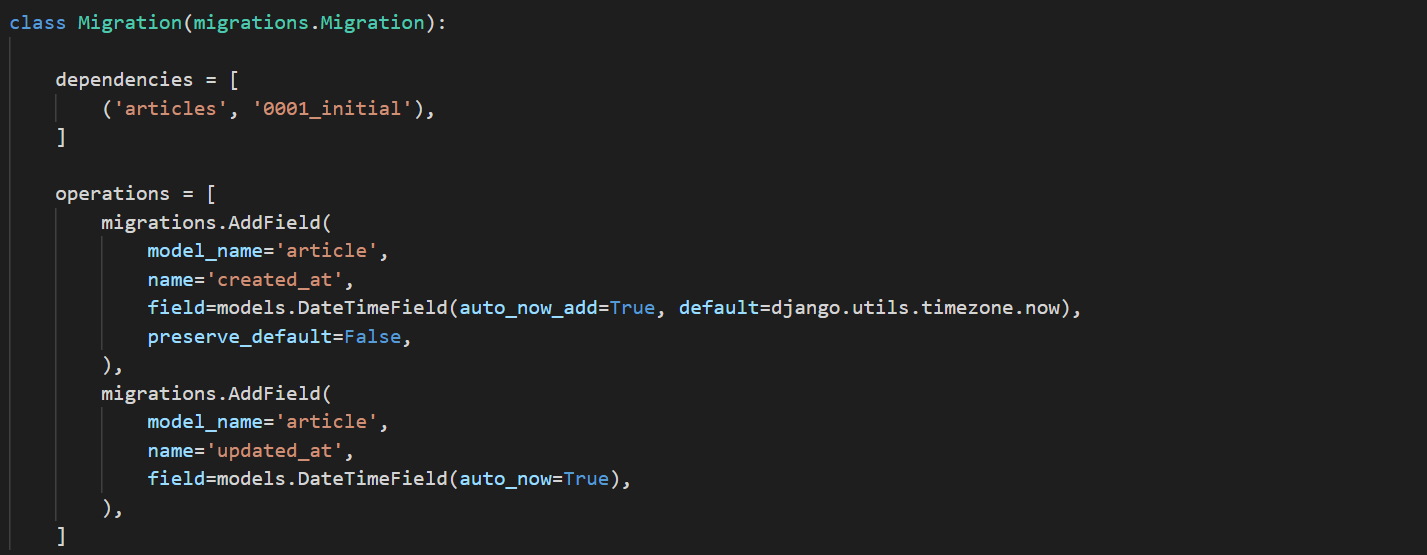 class Migration(migrations.Migration):
dependencies = [
('articles', '0001_initial'),
]
operations = [
migrations.AddField(
model_name='article',
name='created_at',
field=models.DateTimeField(auto_now_add=True, default=django.utils.timezone.now),
preserve_default=False,
),
migrations.AddField(
model_name='article',
name='updated_at',
field=models.DateTimeField(auto_now=True),
),
]